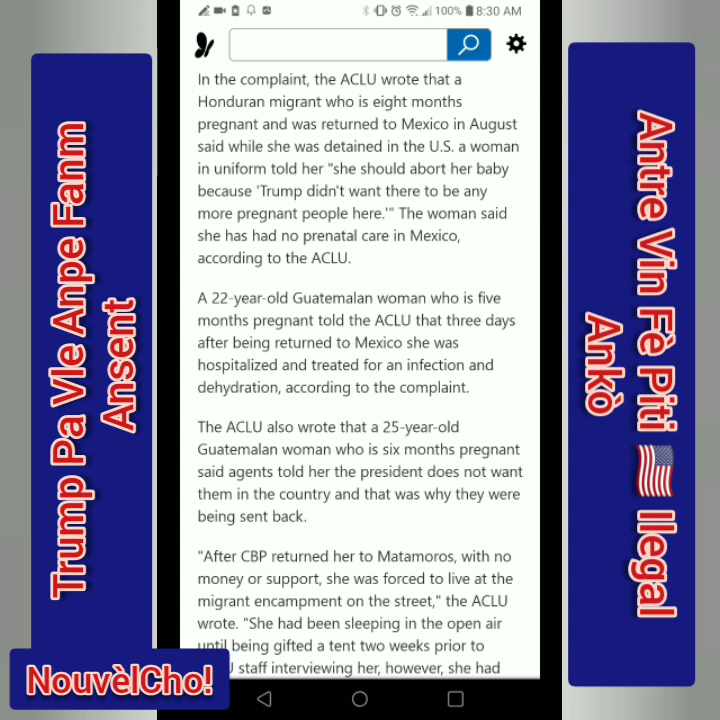 100% 8:30 AM
Trump Pa Vle Anpe Fanm
Ansent
In the complaint, the ACLU wrote that a
Honduran migrant who is eight months
pregnant and was returned to Mexico in August
said while she was detained in the U.S. a woman
in uniform told her "she should abort her baby
because 'Trump didn't want there to be any
more pregnant people here.'" The woman said
she has had no prenatal care in Mexico,
according to the ACLU.
A 22-year-old Guatemalan woman who is five
months pregnant told the ACLU that three days
after being returned to Mexico she was
hospitalized and treated for an infection and
dehydration, according to the complaint.
The ACLU also wrote that a 25-year-old
Guatemalan woman who is six months pregnant
said agents told her the president does not want
them in the country and that was why they were
being sent back.
"After CBP returned her to Matamoros, with no
money or support, she was forced to live at the
migrant encampment on the street," the ACLU
wrote. "She had been sleeping in the open air
until being gifted a tent two weeks prior to
staff interviewing her, however, she had
Antre Vin Fè Piti 🇺🇸 Illegal
Ankò
NouvèlCho!